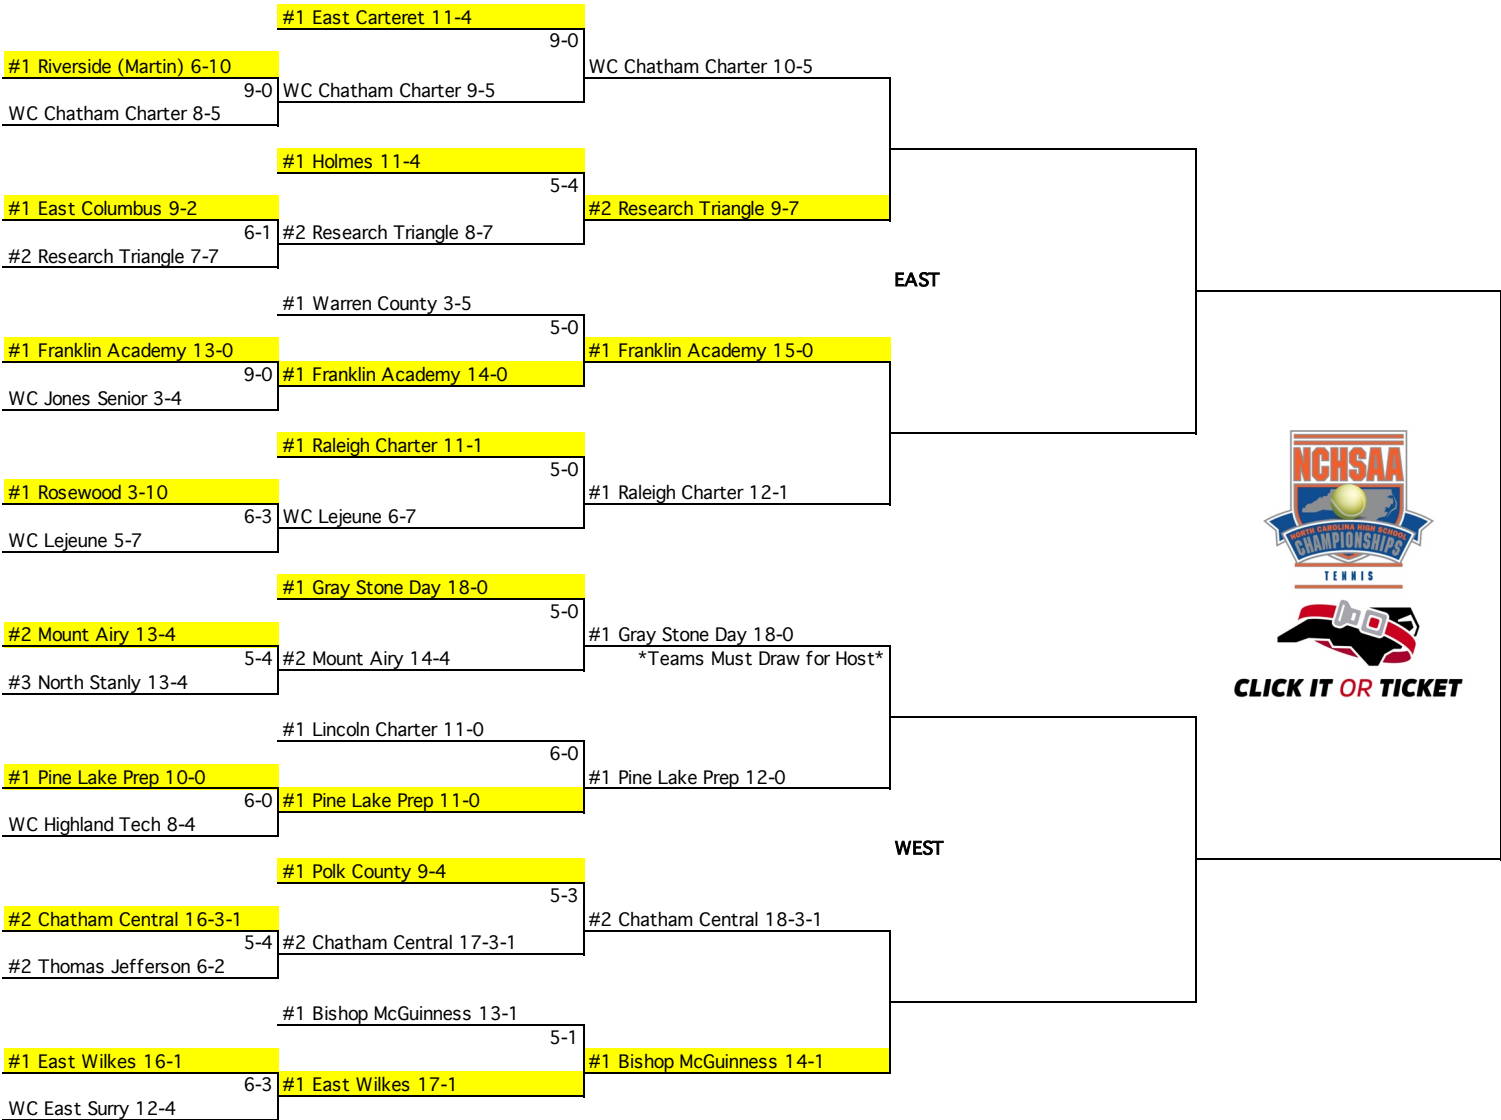 #1 East Carteret 11-4
9-0
#1 Riverside (Martin) 6-10
WC Chatham Charter 10-5
9-0
WC Chatham Charter 9-5
WC Chatham Charter 8-5
#1 Holmes 11-4
5-4
#1 East Columbus 9-2
#2 Research Triangle 9-7
6-1
#2 Research Triangle 8-7
#2 Research Triangle 7-7
EAST
#1 Warren County 3-5
5-0
#1 Franklin Academy 13-0
#1 Franklin Academy 15-0
9-0
#1 Franklin Academy 14-0
WC Jones Senior 3-4
#1 Raleigh Charter 11-1
5-0
#1 Rosewood 3-10
#1 Raleigh Charter 12-1
6-3
WC Lejeune 6-7
WC Lejeune 5-7
NCHSAA
NORTH CAROLINA HIGH SCHOOL
CHAMPIONSHIPS
TENNIS
#1 Gray Stone Day 18-0
5-0
#2 Mount Airy 13-4
#1 Gray Stone Day 18-0
5-4
#2 Mount Airy 14-4
*Teams Must Draw for Host*
#3 North Stanly 13-4
CLICK IT OR TICKET
#1 Lincoln Charter 11-0
6-0
#1 Pine Lake Prep 10-0
#1 Pine Lake Prep 12-0
6-0
#1 Pine Lake Prep 11-0
WC Highland Tech 8-4
WEST
#1 Polk County 9-4
5-3
#2 Chatham Central 16-3-1
#2 Chatham Central 18-3-1
5-4
#2 Chatham Central 17-3-1
#2 Thomas Jefferson 6-2
#1 Bishop McGuinness 13-1
5-1
#1 East Wilkes 16-1
#1 Bishop McGuinness 14-1
6-3
#1 East Wilkes 17-1
WC East Surry 12-4